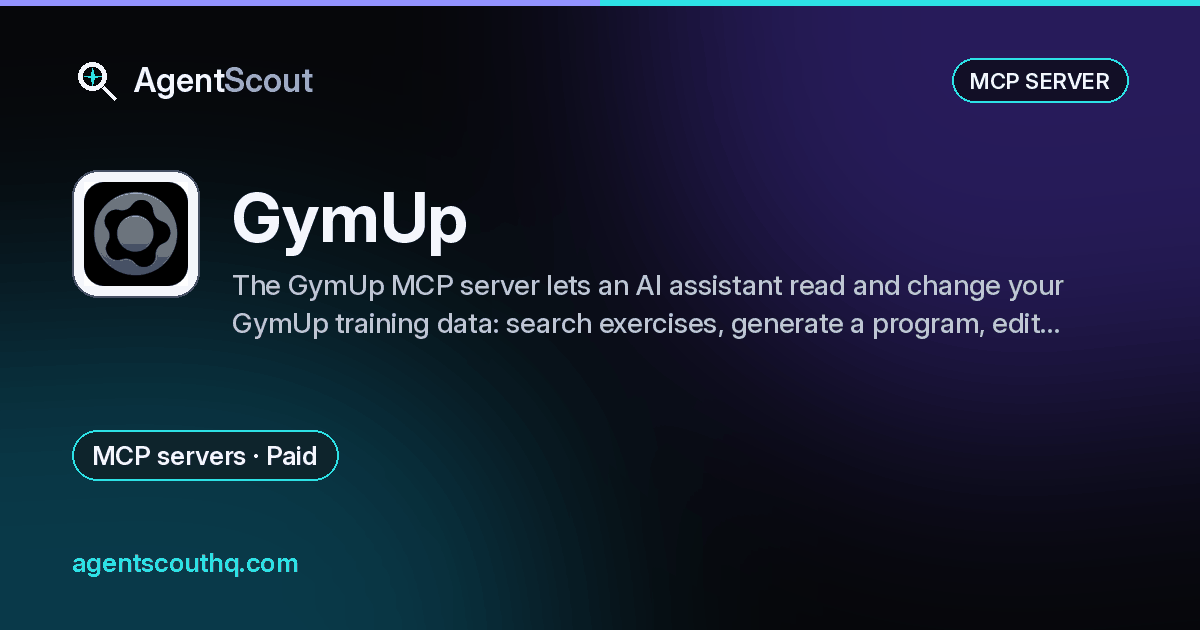 AgentScout
MCP SERVER
GymUp
The GymUp MCP server lets an AI assistant read and change your
GymUp training data: search exercises, generate a program, edit...
MCP servers · Paid
agentscouthq.com